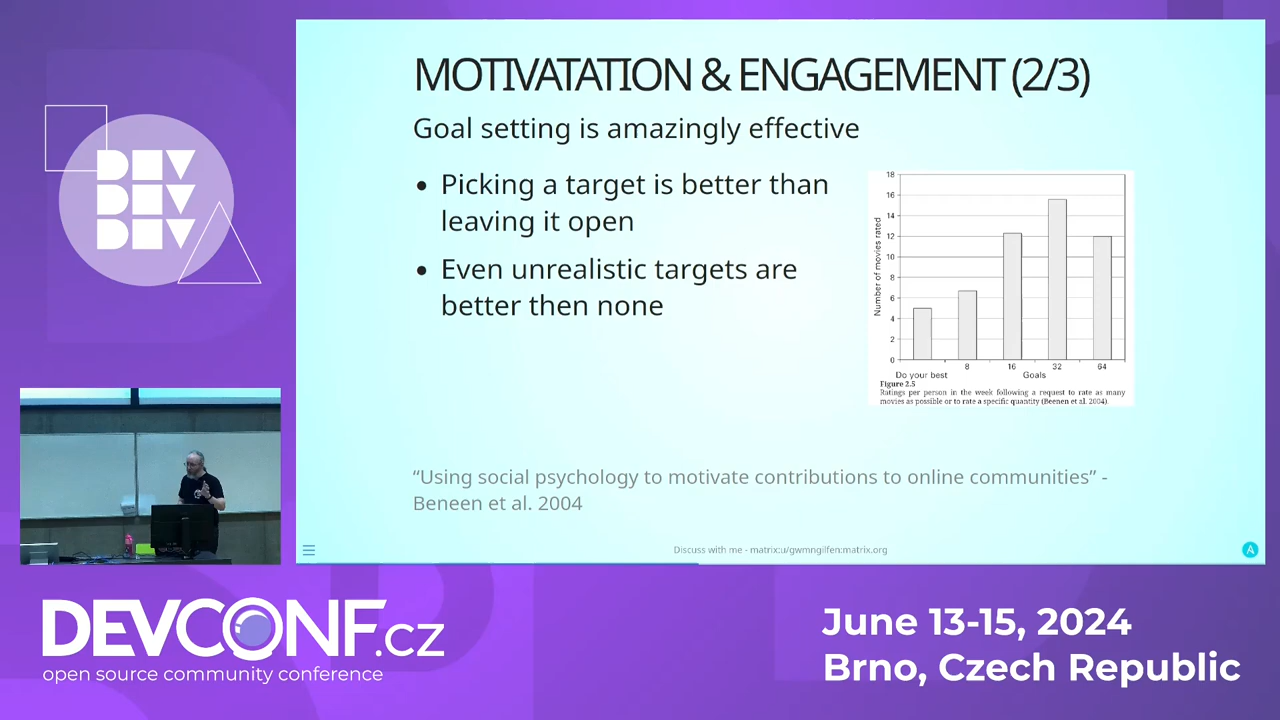 DEV
DEV
DEV
MOTIVATATION & ENGAGEMENT (2/3)
Goal setting is amazingly effective
• Picking a target is better than
leaving it open
• Even unrealistic targets are
better then none
Number of movies rated
18
16
14
12
10
8
6
4
2
0
Do your best
8
16
32
64
Goals
Figure 2.5
Ratings per person in the week following a request to rate as many
movies as possible or to rate a specific quantity (Beenen et al. 2004).
“Using social psychology to motivate contributions to online communities” -
Beneen et al. 2004
Discuss with me - matrix:u/gwmngilfen:matrix.org
A
DEVCONF.cz
open source community conference
June 13-15, 2024
Brno, Czech Republic